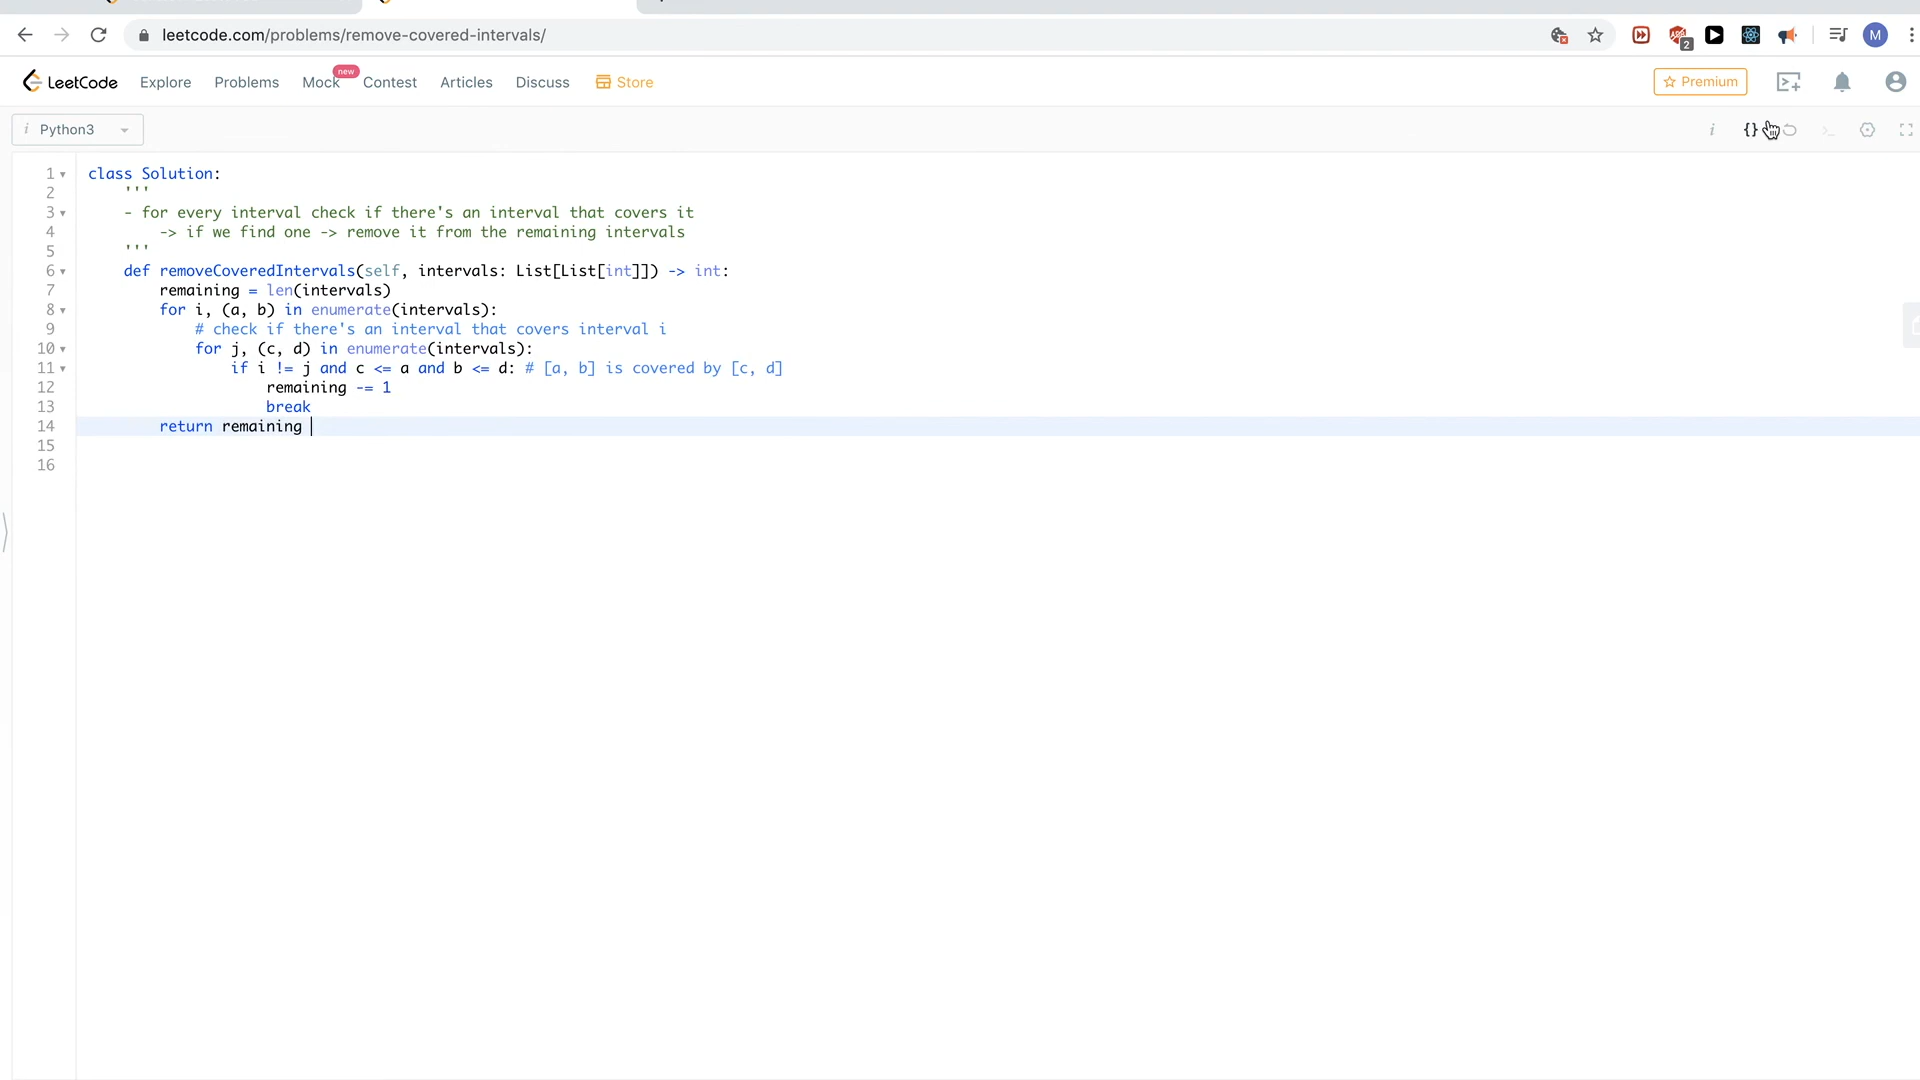 leetcode.com/problems/remove-covered-intervals/
2
M
LeetCode Explore Problems Mock new Contest Articles Discuss Store Premium
i Python3
i {}
1 class Solution:
2     '''
3     - for every interval check if there's an interval that covers it
4         -> if we find one -> remove it from the remaining intervals
5     '''
6     def removeCoveredIntervals(self, intervals: List[List[int]]) -> int:
7         remaining = len(intervals)
8         for i, (a, b) in enumerate(intervals):
9             # check if there's an interval that covers interval i
10             for j, (c, d) in enumerate(intervals):
11                 if i != j and c <= a and b <= d: # [a, b] is covered by [c, d]
12                     remaining -= 1
13                     break
14         return remaining
15
16